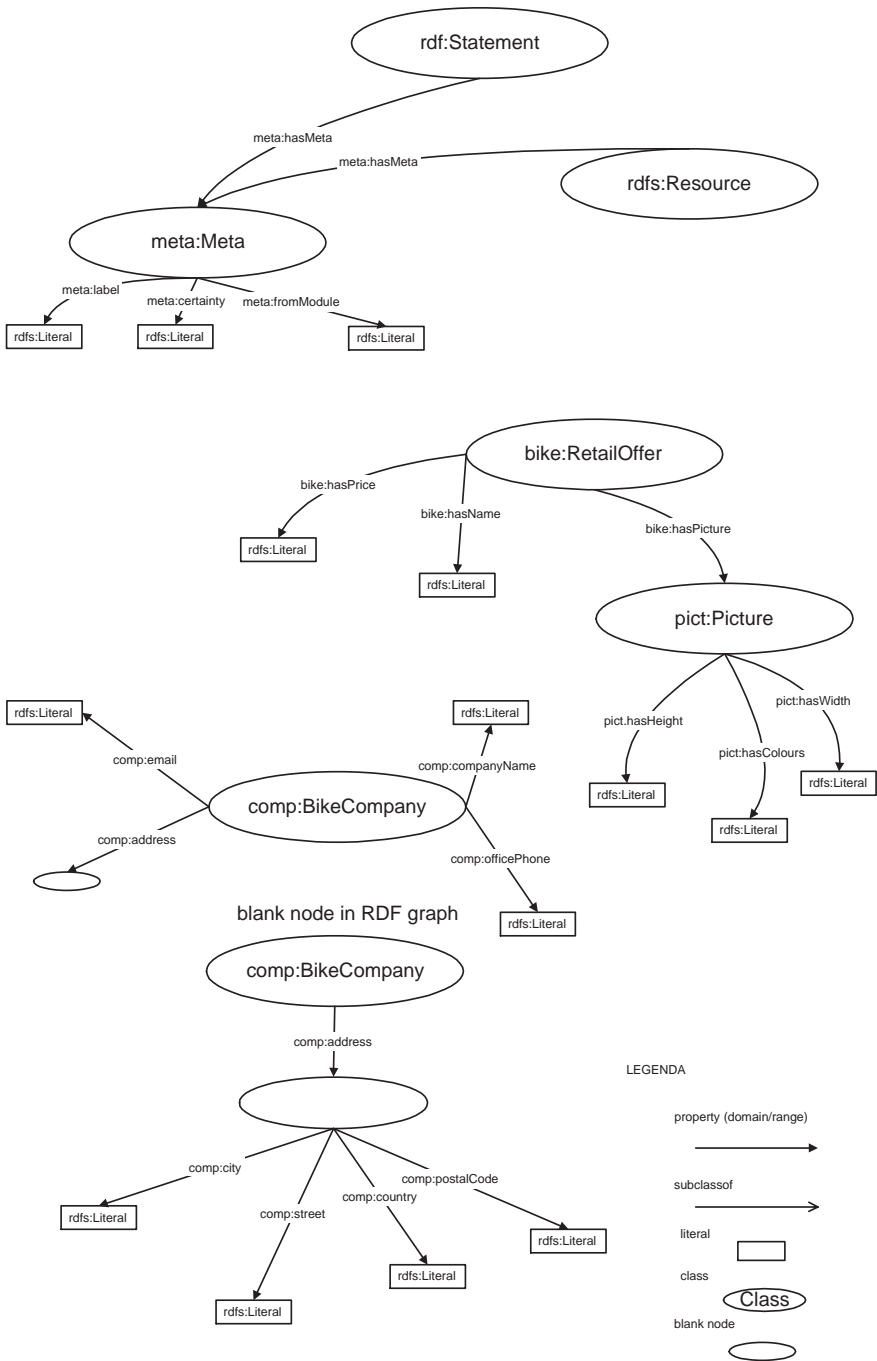 rdf:Statement
meta:hasMeta
meta:hasMeta
rdfs:Resource
meta:Meta
meta:label
meta:certainty
meta:fromModule
rdfs:Literal
rdfs:Literal
rdfs:Literal
bike:RetailOffer
bike:hasPrice
bike:hasName
bike:hasPicture
rdfs:Literal
rdfs:Literal
pict:Picture
pict:hasHeight
pict:hasColours
pict:hasWidth
rdfs:Literal
rdfs:Literal
rdfs:Literal
rdfs:Literal
rdfs:Literal
comp:email
comp:companyName
comp:BikeCompany
comp:address
comp:officePhone
rdfs:Literal
blank node in RDF graph
comp:BikeCompany
comp:address
comp:city
comp:street
comp:country
comp:postalCode
rdfs:Literal
rdfs:Literal
rdfs:Literal
rdfs:Literal
LEGENDA
property (domain/range)
subclassof
literal
class
Class
blank node